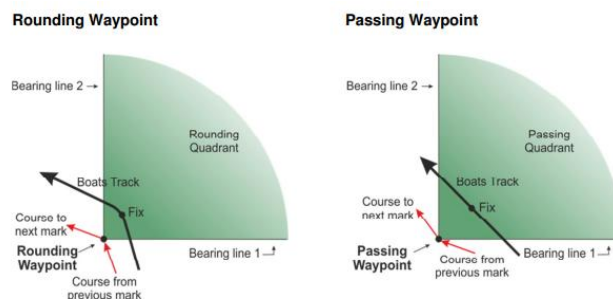 Rounding Waypoint
Bearing line 2
Rounding
Quadrant
Boats Track
Fix
Course to
next mark
Rounding
Waypoint
Bearing line 1
Course from
previous mark
Passing Waypoint
Bearing line 2
Passing
Quadrant
Boats Track
Course to
next mark
Fix
Passing
Waypoint
Course from
previous mark
Bearing line 1